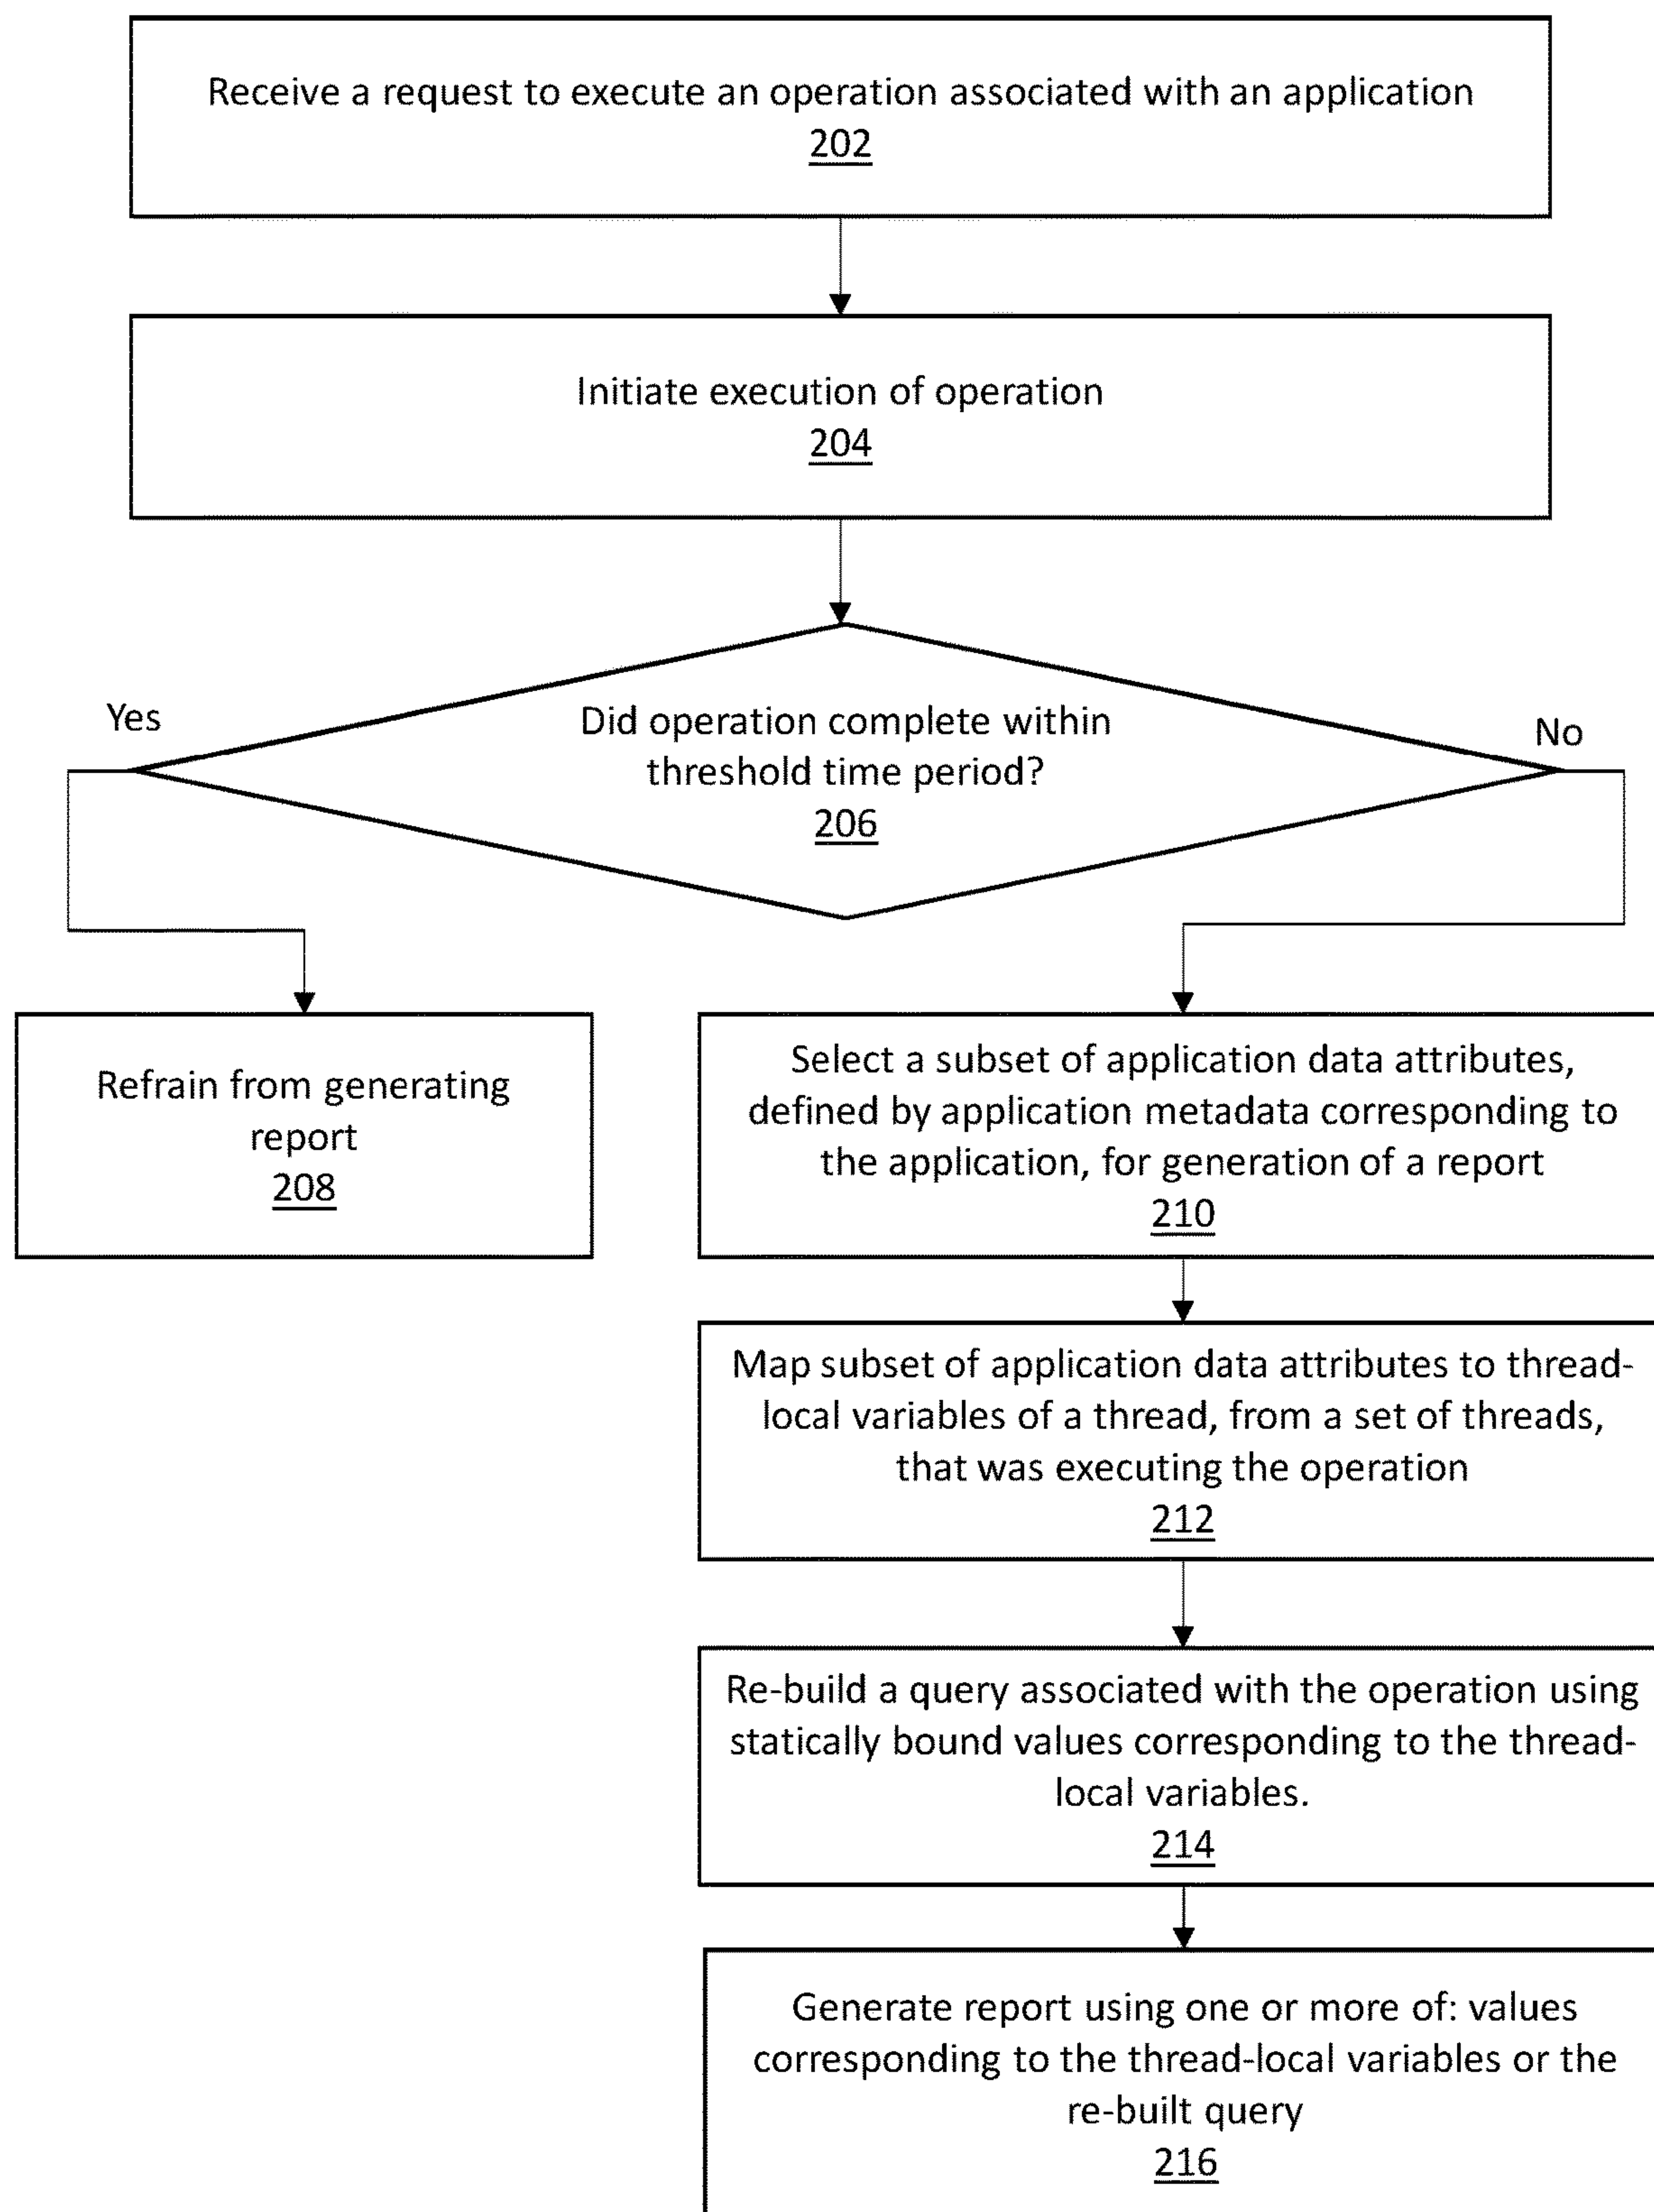 Receive a request to execute an operation associated with an application
202
Initiate execution of operation
204
Yes
Did operation complete within
threshold time period?
206
No
Refrain from generating
report
208
Select a subset of application data attributes,
defined by application metadata corresponding to
the application, for generation of a report
210
Map subset of application data attributes to thread-
local variables of a thread, from a set of threads,
that was executing the operation
212
Re-build a query associated with the operation using
statically bound values corresponding to the thread-
local variables.
214
Generate report using one or more of: values
corresponding to the thread-local variables or the
re-built query
216